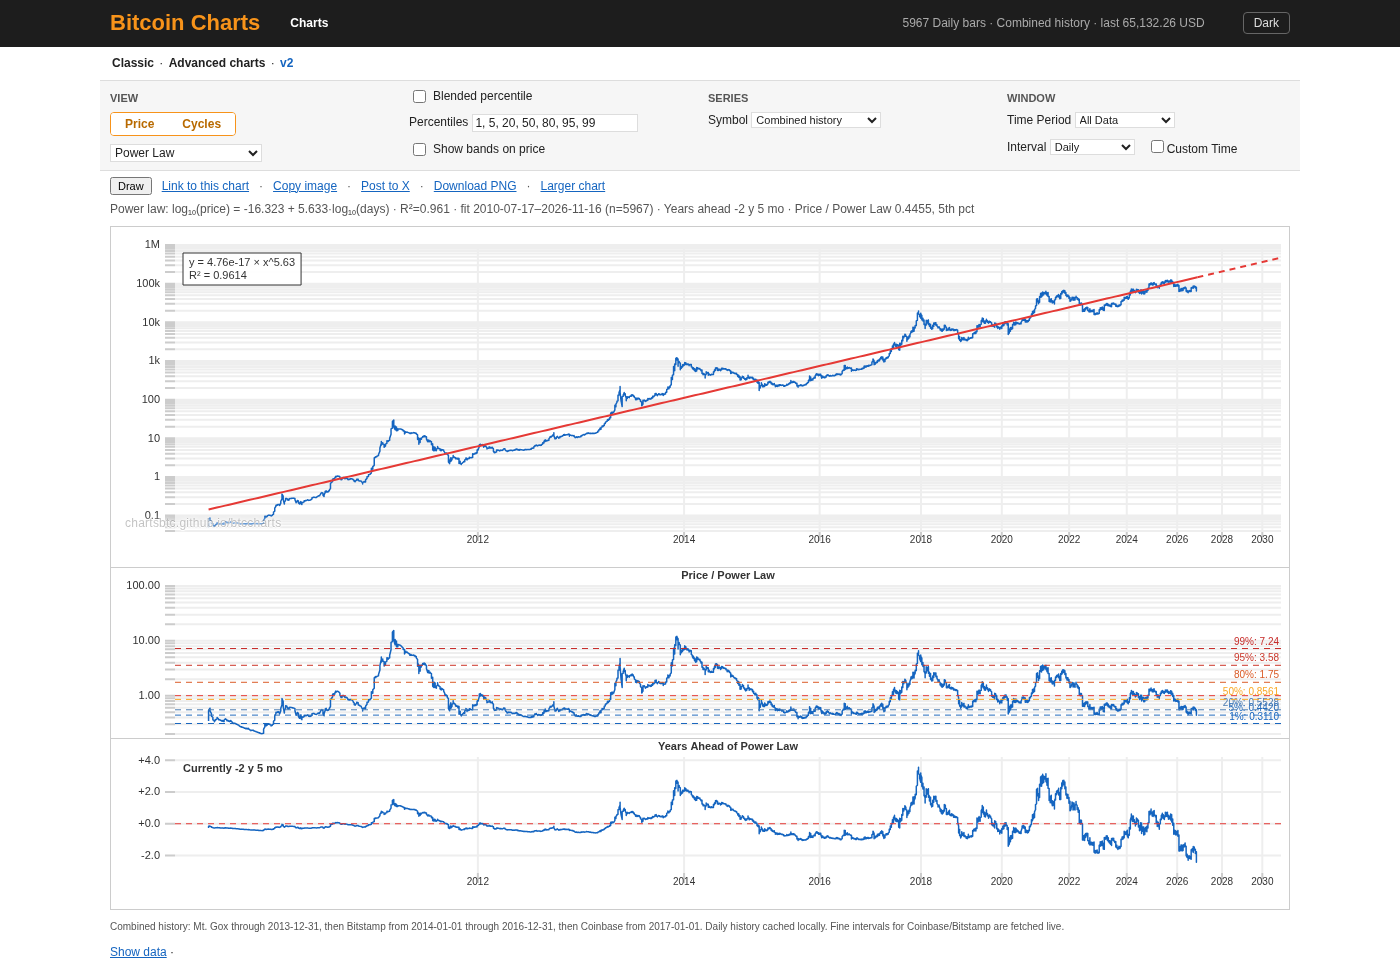 Bitcoin Charts
Charts
5967 Daily bars · Combined history · last 65,132.26 USD
Dark
Classic · Advanced charts · v2
VIEW
Price Cycles
Power Law
Blended percentile
Percentiles 1, 5, 20, 50, 80, 95, 99
Show bands on price
SERIES
Symbol Combined history
WINDOW
Time Period All Data
Interval Daily Custom Time
Draw Link to this chart · Copy image · Post to X · Download PNG · Larger chart
Power law: log₁₀(price) = -16.323 + 5.633·log₁₀(days) · R²=0.961 · fit 2010-07-17–2026-11-16 (n=5967) · Years ahead -2 y 5 mo · Price / Power Law 0.4455, 5th pct
1M
100k
10k
1k
100
10
1
0.1
y = 4.76e-17 × x^5.63
R² = 0.9614
chartsbtc.github.io/btccharts
2012 2014 2016 2018 2020 2022 2024 2026 2028 2030
Price / Power Law
100.00
10.00
1.00
99%: 7.24
95%: 3.58
80%: 1.75
50%: 0.8561
1%: 0.3110
Years Ahead of Power Law
+4.0
+2.0
+0.0
-2.0
Currently -2 y 5 mo
2012 2014 2016 2018 2020 2022 2024 2026 2028 2030
Combined history: Mt. Gox through 2013-12-31, then Bitstamp from 2014-01-01 through 2016-12-31, then Coinbase from 2017-01-01. Daily history cached locally. Fine intervals for Coinbase/Bitstamp are fetched live.
Show data ·